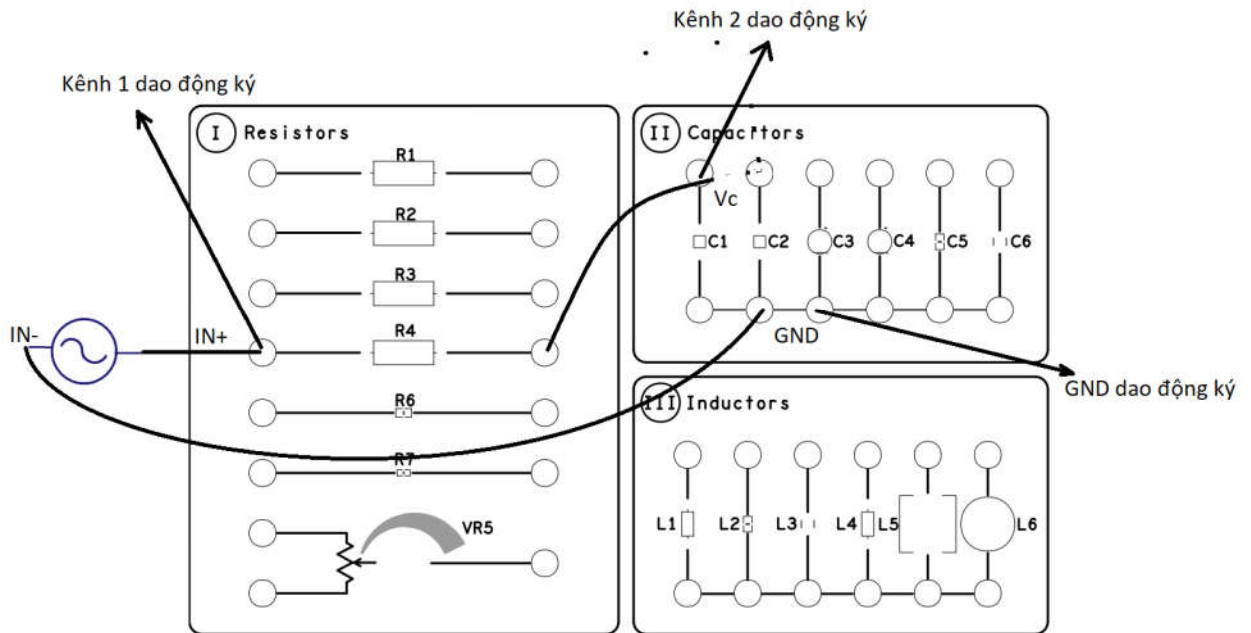 Kênh 2 dao động ký
Kênh 1 dao động ký
I Resistors
R1
R2
R3
R4
R6
R7
VR5
IN-
IN+
II Capacitors
Vc
C1 C2 C3 C4 C5 C6
GND
GND dao động ký
III Inductors
L1 L2 L3 L4 L5 L6